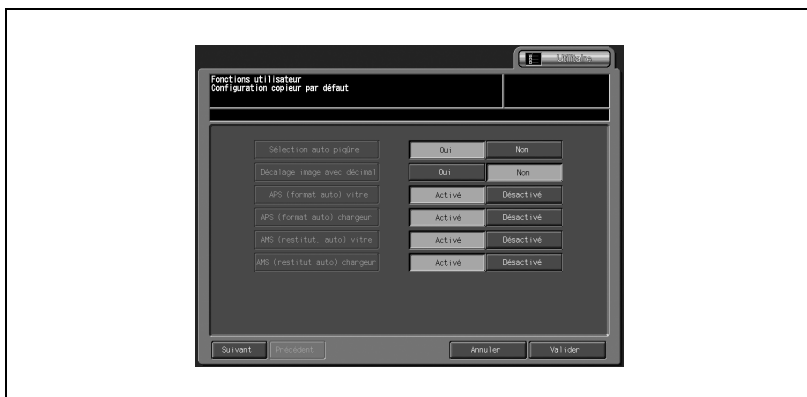 Utilitaire
Fonctions utilisateur
Configuration copieur par défaut
Sélection auto piqûre Oui Non
Décalage image avec décimal Oui Non
APS (format auto) vitre Activé Désactivé
APS (format auto) chargeur Activé Désactivé
AMS (restitut. auto) vitre Activé Désactivé
AMS (restitut auto) chargeur Activé Désactivé
Suivant Précédent Annuler Valider